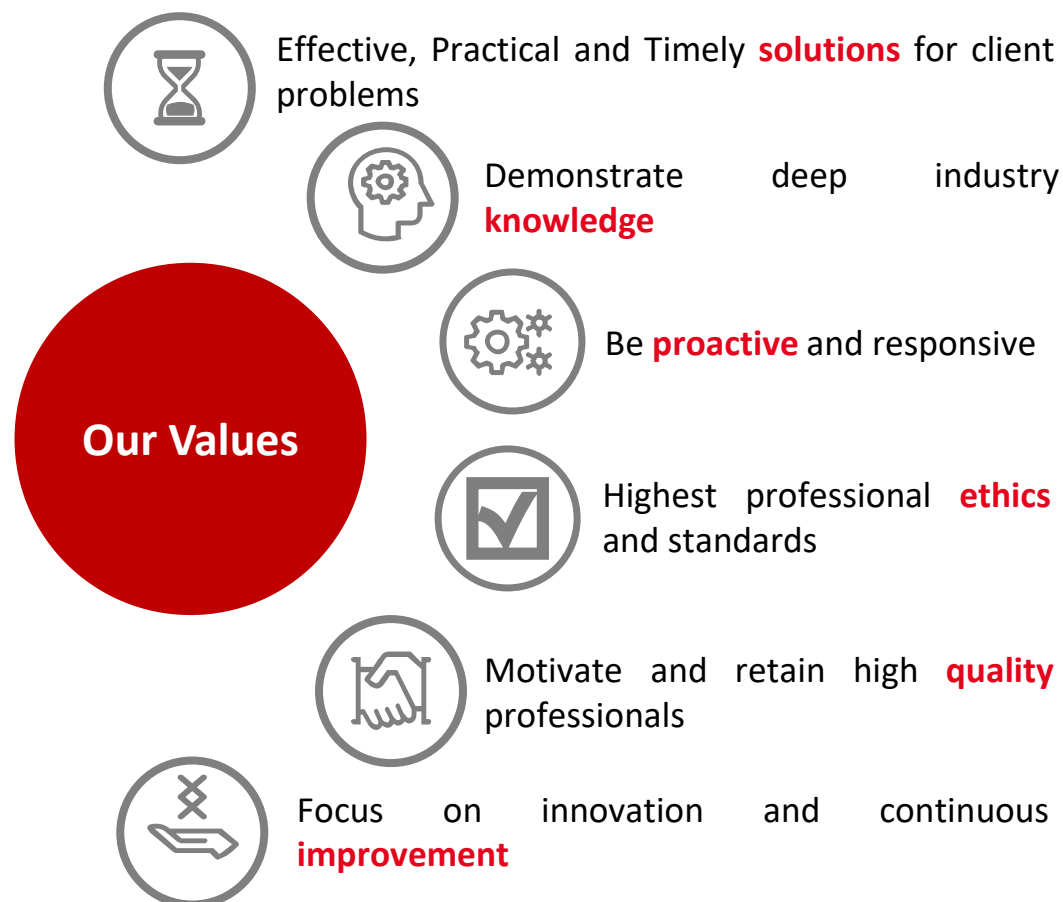 Effective, Practical and Timely solutions for client
problems
Demonstrate deep industry
knowledge
Be proactive and responsive
Our Values
Highest professional ethics
and standards
Motivate and retain high quality
professionals
Focus on innovation and continuous
improvement